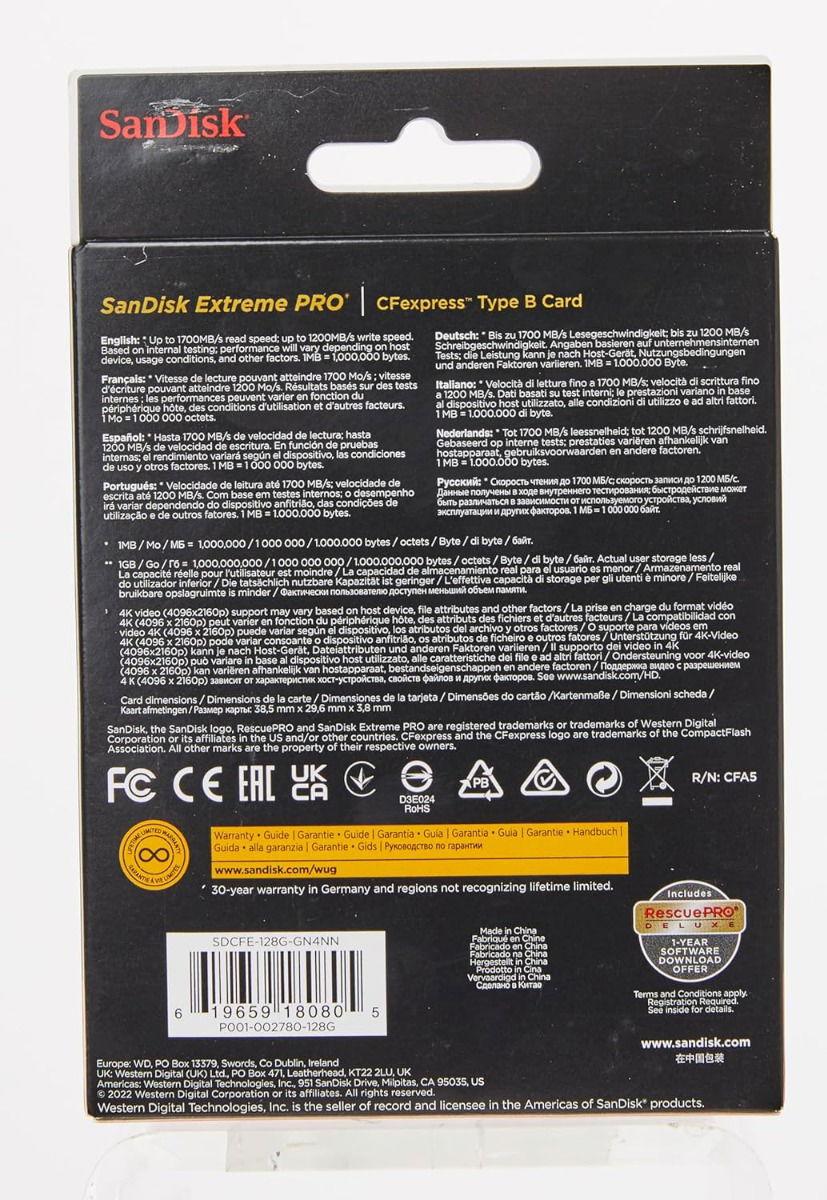 SanDisk
SanDisk Extreme PRO® | CFexpress™ Type B Card
English: * Up to 1700MB/s read speed; up to 1200MB/s write speed.
Based on internal testing; performance will vary depending on host
device, usage conditions, and other factors. 1MB = 1,000,000 bytes.
Français: * Vitesse de lecture pouvant atteindre 1700 Mo/s ; vitesse
d'écriture pouvant atteindre 1200 Mo/s. Résultats basés sur des tests
internes ; les performances peuvent varier en fonction du
périphérique hôte, des conditions d'utilisation et d'autres facteurs.
1 Mo = 1 000 000 octets.
Español: * Hasta 1700 MB/s de velocidad de lectura; hasta
1200 MB/s de velocidad de escritura. En función de pruebas
internas; el rendimiento variará según el dispositivo, las condiciones
de uso y otros factores. 1 MB = 1 000 000 bytes.
Português: * Velocidade de leitura até 1700 MB/s; velocidade de
escrita até 1200 MB/s. Com base em testes internos; o desempenho
irá variar dependendo do dispositivo anfitrião, das condições de
utilização e de outros fatores. 1 MB = 1.000.000 bytes.
Deutsch: * Bis zu 1700 MB/s Lesegeschwindigkeit; bis zu 1200 MB/s
Schreibgeschwindigkeit. Angaben basieren auf unternehmensinternen
Tests; die Leistung kann je nach Host-Gerät, Nutzungsbedingungen
und anderen Faktoren variieren. 1MB = 1.000.000 Byte.
Italiano: * Velocità di lettura fino a 1700 MB/s; velocità di scrittura fino
a 1200 MB/s. Dati basati su test interni; le prestazioni variano in base
al dispositivo host utilizzato, alle condizioni di utilizzo e ad altri fattori.
1 MB = 1.000.000 di byte.
Nederlands: * Tot 1700 MB/s leessnelheid; tot 1200 MB/s schrijfsnelheid.
Gebaseerd op interne tests; prestaties variëren afhankelijk van
hostapparaat, gebruiksvoorwaarden en andere factoren.
1 MB = 1.000.000 bytes.
Русский: * Скорость чтения до 1700 МБ/с; скорость записи до 1200 МБ/с.
Данные получены в ходе внутреннего тестирования; быстродействие может
быть различаться в зависимости от используемого устройства, условий
эксплуатации и других факторов. 1 МБ = 1 000 000 байт.
* 1MB / Mo / МБ = 1,000,000 / 1 000 000 / 1.000.000 bytes / octets / Byte / di byte / байт.
** 1GB / Go / Гб = 1,000,000,000 / 1 000 000 000 / 1.000.000.000 bytes / octets / Byte / di byte / байт. Actual user storage less /
La capacité réelle pour l'utilisateur est moindre / La capacidad de almacenamiento real para el usuario es menor / Armazenamento real
do utilizador inferior / Die tatsächlich nutzbare Kapazität ist geringer / L'effettiva capacità di storage per gli utenti è minore / Feitelijke
bruikbare opslagruimte is minder / Фактически пользователю доступен меньший объем памяти.
¹ 4K video (4096x2160p) support may vary based on host device, file attributes and other factors / La prise en charge du format vidéo
4K (4096 x 2160p) peut varier en fonction du périphérique hôte, des attributs des fichiers et d'autres facteurs / La compatibilidad con
vídeo 4K (4096 x 2160p) puede variar según el dispositivo, los atributos del archivo y otros factores / O suporte para vídeos em
4K (4096 x 2160p) pode variar consoante o dispositivo anfitrião, os atributos de ficheiro e outros fatores / Unterstützung für 4K-Video
(4096x2160p) kann je nach Host-Gerät, Dateiattributen und anderen Faktoren variieren / Il supporto dei video in 4K
(4096x2160p) può variare in base al dispositivo host, alle caratteristiche dei file e ad altri fattori / Ondersteuning voor 4K-video
(4096 x 2160p) kan variëren afhankelijk van hostapparaat, bestandseigenschappen en andere factoren / Поддержка видео с разрешением
4 К (4096 x 2160p) зависит от характеристик хост-устройства, свойств файлов и других факторов. See www.sandisk.com/HD.
Card dimensions / Dimensions de la carte / Dimensiones de la tarjeta / Dimensões do cartão /Kartenmaße / Dimensioni scheda /
Kaart afmetingen / Размер карты: 38,5 mm x 29,6 mm x 3,8 mm
SanDisk, the SanDisk logo, RescuePRO and SanDisk Extreme PRO are registered trademarks or trademarks of Western Digital
Corporation or its affiliates in the US and/or other countries. CFexpress and the CFexpress logo are trademarks of the CompactFlash
Association. All other marks are the property of their respective owners.
FC CE EAC UK CA D3E024 RoHS PB R/N: CFA5
LIFETIME LIMITED WARRANTY
GARANTIE À VIE LIMITÉE
Warranty • Guide | Garantie • Guide | Garantía • Guía | Garantia • Guia | Garantie • Handbuch |
Guida • alla garanzia | Garantie • Gids | Руководство по гарантии
www.sandisk.com/wug
30-year warranty in Germany and regions not recognizing lifetime limited.
Includes
RescuePRO®
DELUXE
1-YEAR
SOFTWARE
DOWNLOAD
OFFER
Terms and Conditions apply.
Registration Required.
See inside for details.
SDCFE-128G-GN4NN
6 19659 18080 5
P001-002780-128G
Made in China
Fabriqué en Chine
Fabricado en China
Fabricado na China
Hergestellt in China
Prodotto in Cina
Vervaardigd in China
Сделано в Китае
www.sandisk.com
在中国包装
Europe: WD, PO Box 13379, Swords, Co Dublin, Ireland
UK: Western Digital (UK) Ltd., PO Box 471, Leatherhead, KT22 2LU, UK
Americas: Western Digital Technologies, Inc., 951 SanDisk Drive, Milpitas, CA 95035, US
© 2022 Western Digital Corporation or its affiliates. All rights reserved.
Western Digital Technologies, Inc. is the seller of record and licensee in the Americas of SanDisk® products.